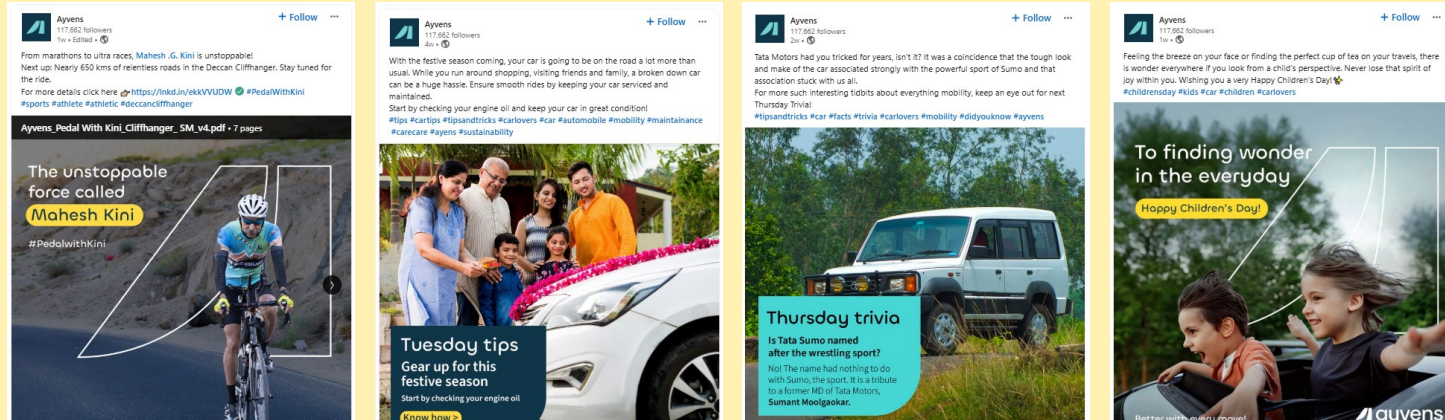 Ayvens
117,662 followers
1w • Edited •
+ Follow
From marathons to ultra races, Mahesh .G. Kini is unstoppable!
Next up: Nearly 650 kms of relentless roads in the Deccan Cliffhanger. Stay tuned for
the ride.
For more details click here 👉https://lnkd.in/ekkVVUDW ✅ #PedalWithKini
#sports #athlete #athletic #deccancliffhanger
Ayvens_Pedal With Kini_Cliffhanger_ SM_v4.pdf • 7 pages
The unstoppable
force called
Mahesh Kini
#PedalwithKini
Ayvens
117,662 followers
4w •
+ Follow
With the festive season coming, your car is going to be on the road a lot more than
usual. While you run around shopping, visiting friends and family, a broken down car
can be a huge hassle. Ensure smooth rides by keeping your car serviced and
maintained.
Start by checking your engine oil and keep your car in great condition!
#tips #cartips #tipsandtricks #carlovers #car #automobile #mobility #maintainance
#carecare #ayens #sustainability
Tuesday tips
Gear up for this
festive season
Start by checking your engine oil
Know how >
Ayvens
117,662 followers
2w •
+ Follow
Tata Motors had you tricked for years, isn't it? It was a coincidence that the tough look
and make of the car associated strongly with the powerful sport of Sumo and that
association stuck with us all.
For more such interesting tidbits about everything mobility, keep an eye out for next
Thursday Trivia!
#tipsandtricks #car #facts #trivia #carlovers #mobility #didyouknow #ayvens
Thursday trivia
Is Tata Sumo named
after the wrestling sport?
No! The name had nothing to do
with Sumo, the sport. It is a tribute
to a former MD of Tata Motors,
Sumant Moolgaokar.
Ayvens
117,662 followers
1w •
+ Follow
Feeling the breeze on your face or finding the perfect cup of tea on your travels, there
is wonder everywhere if you look from a child's perspective. Never lose that spirit of
joy within you. Wishing you a very Happy Children's Day!
#childrensday #kids #car #children #carlovers
To finding wonder
in the everyday
Happy Children's Day!
Better with every move!
ayvens